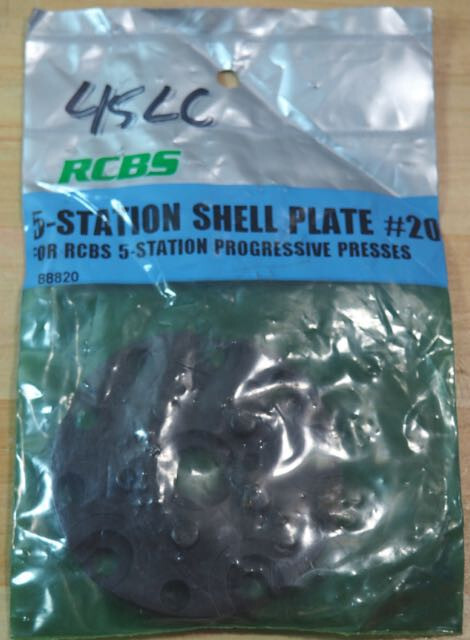 45LC
RCBS
5-STATION SHELL PLATE #20
FOR RCBS 5-STATION PROGRESSIVE PRESSES
88820